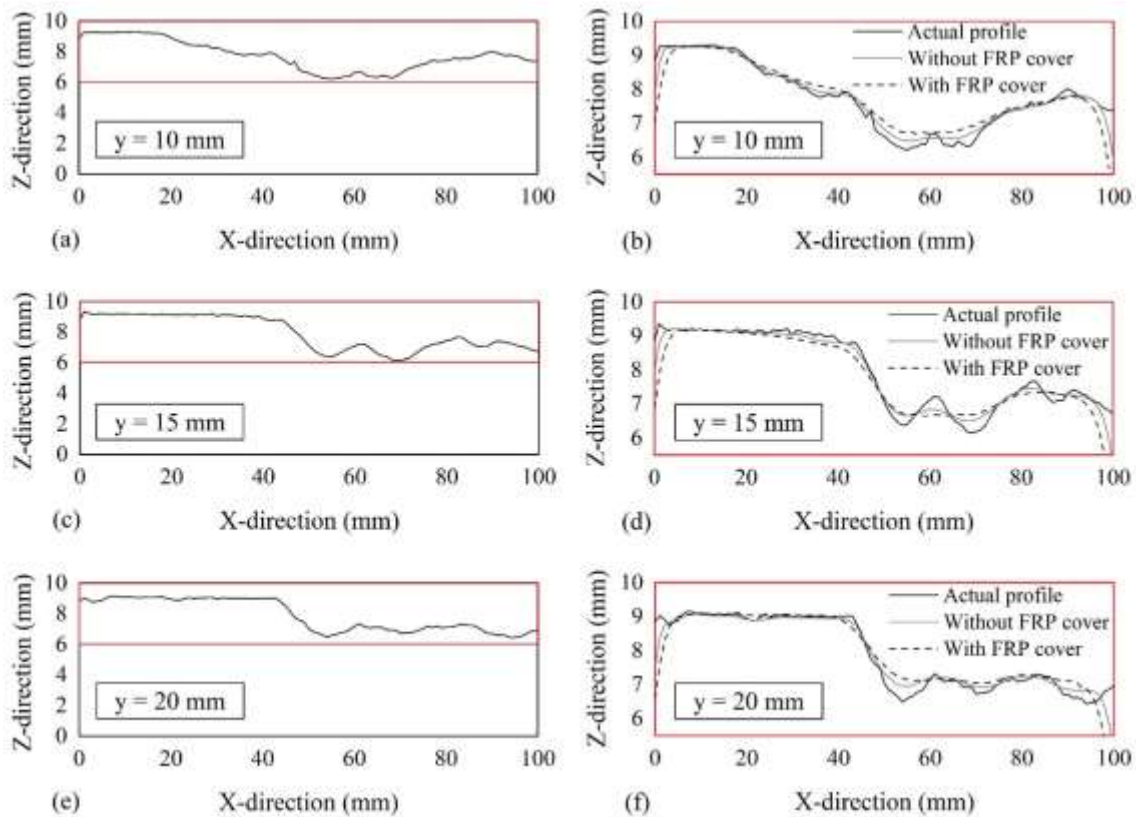 Z-direction (mm)
10
8
6
4
2
0
y = 10 mm
0 20 40 60 80 100
(a)
X-direction (mm)
Z-direction (mm)
10
9
8
7
6
Actual profile
Without FRP cover
With FRP cover
y = 10 mm
0 20 40 60 80 100
(b)
X-direction (mm)
Z-direction (mm)
10
8
6
4
2
0
y = 15 mm
0 20 40 60 80 100
(c)
X-direction (mm)
Z-direction (mm)
10
9
8
7
6
Actual profile
Without FRP cover
With FRP cover
y = 15 mm
0 20 40 60 80 100
(d)
X-direction (mm)
Z-direction (mm)
10
8
6
4
2
0
y = 20 mm
0 20 40 60 80 100
(e)
X-direction (mm)
Z-direction (mm)
10
9
8
7
6
Actual profile
Without FRP cover
With FRP cover
y = 20 mm
0 20 40 60 80 100
(f)
X-direction (mm)